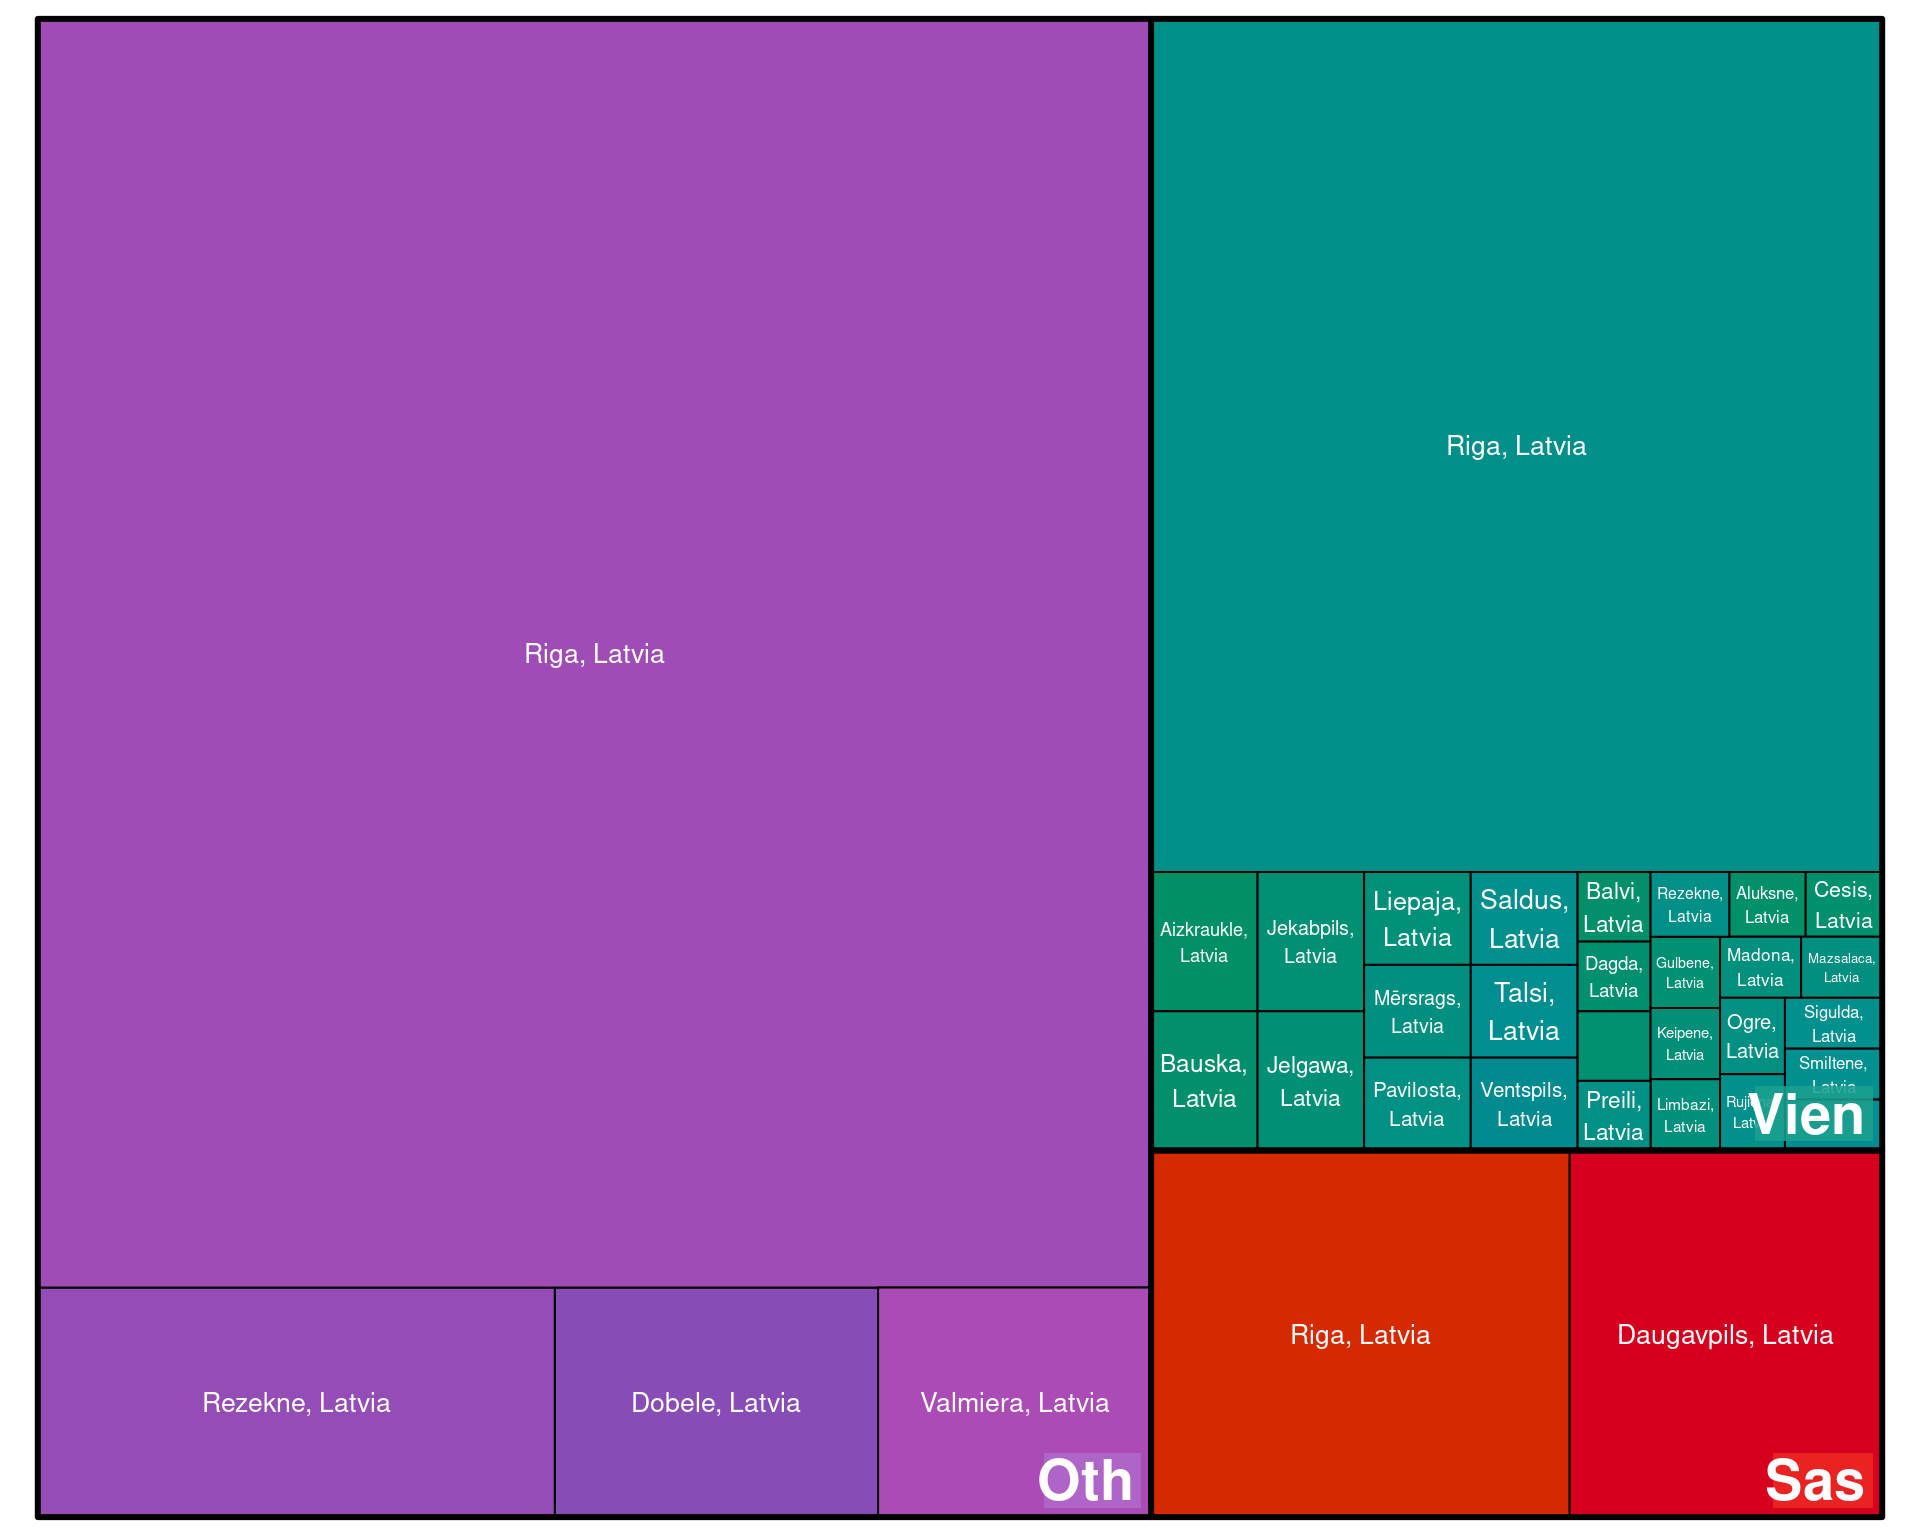 Riga, Latvia
Rezekne, Latvia
Dobele, Latvia
Valmiera, Latvia
Oth
Riga, Latvia
Aizkraukle,
Latvia
Bauska,
Latvia
Jekabpils,
Latvia
Jelgawa,
Latvia
Liepaja,
Latvia
Mērsrags,
Latvia
Pavilosta,
Latvia
Saldus,
Latvia
Talsi,
Latvia
Ventspils,
Latvia
Balvi,
Latvia
Dagda,
Latvia
Preili,
Latvia
Rezekne,
Latvia
Aluksne,
Latvia
Cesis,
Latvia
Gulbene,
Latvia
Keipene,
Latvia
Limbazi,
Latvia
Madona,
Latvia
Mazsalaca,
Latvia
Ogre,
Latvia
Sigulda,
Latvia
Smiltene,
Latvia
Vien
Riga, Latvia
Daugavpils, Latvia
Sas